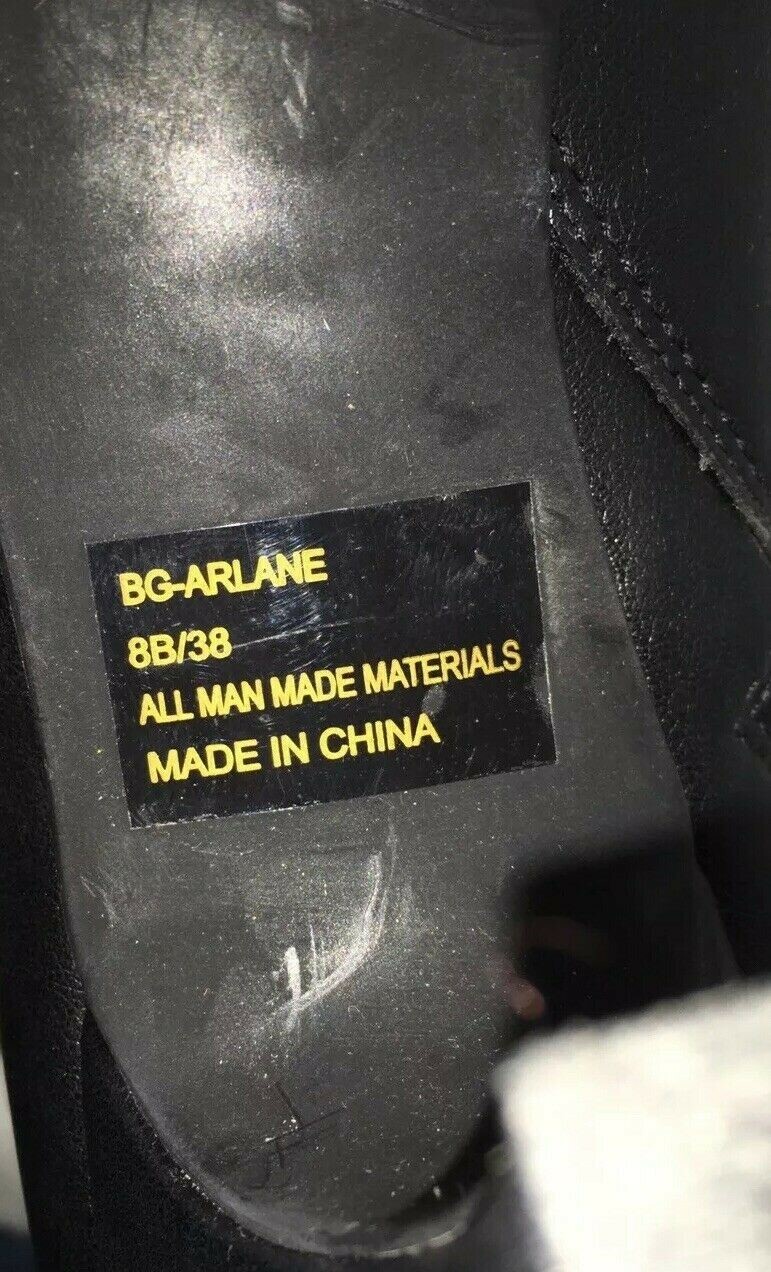 BG-ARLANE
8B/38
ALL MAN MADE MATERIALS
MADE IN CHINA